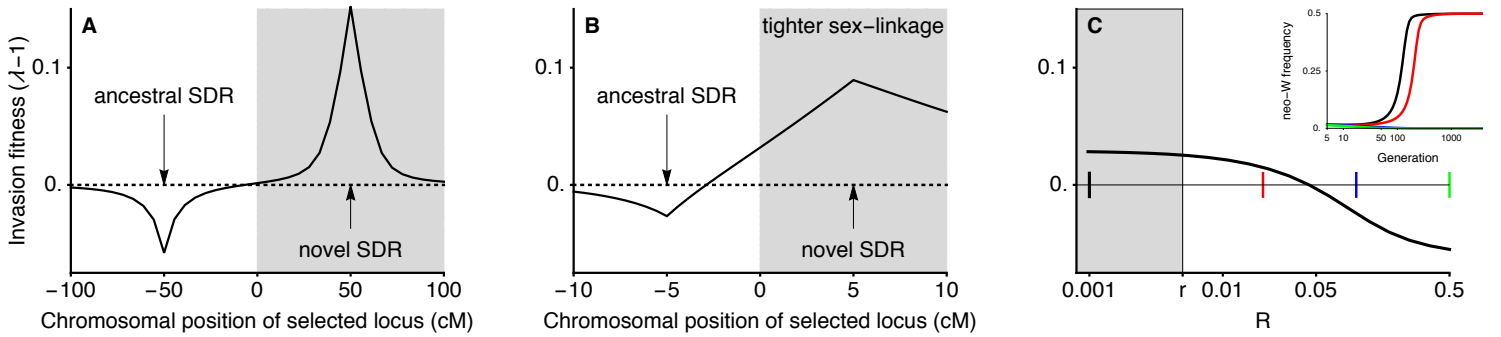 A
Invasion fitness (λ−1)
0.1
0.
ancestral SDR
novel SDR
−100
−50
0
50
100
Chromosomal position of selected locus (cM)
B
tighter sex−linkage
0.1
0.
ancestral SDR
novel SDR
−10
−5
0
5
10
Chromosomal position of selected locus (cM)
C
0.1
0.
0.001
r
0.01
0.05
0.5
R
neo−W frequency
0.5
0.25
0.
5
10
50
100
1000
Generation